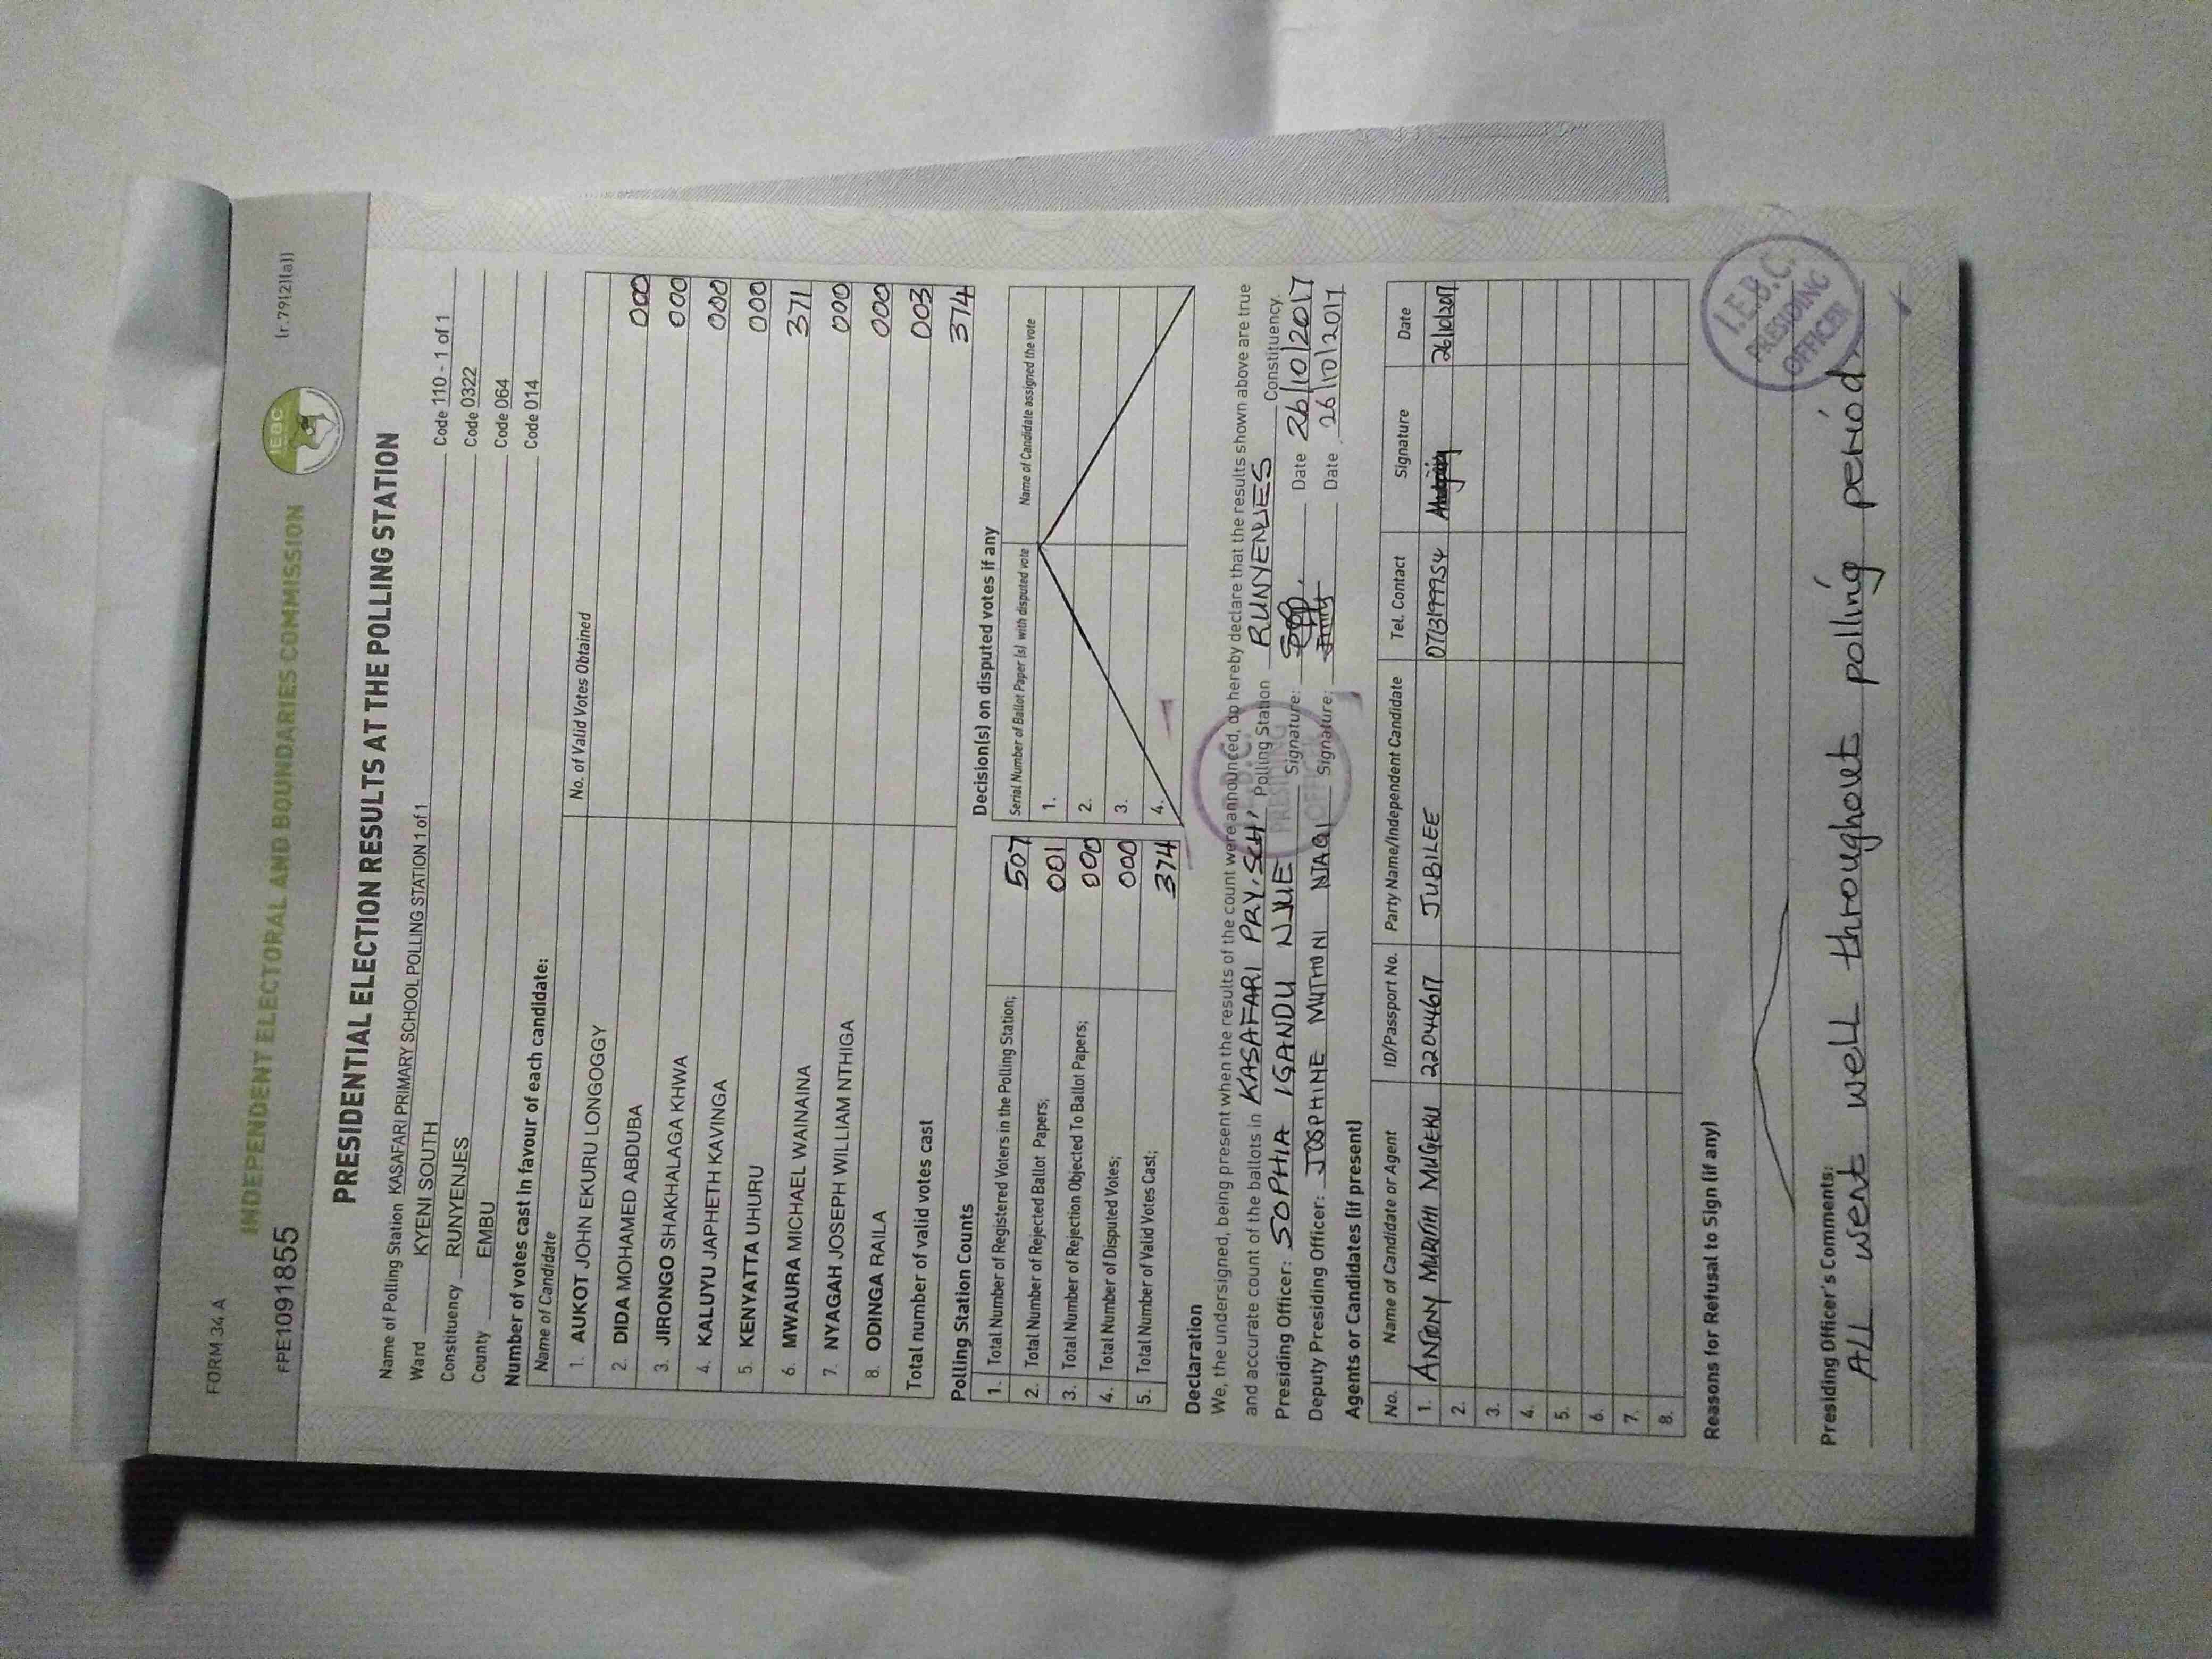 FORM 34 A
(r.79(2)(a))
INDEPENDENT ELECTORAL AND BOUNDARIES COMMISSION
IEBC
FPE1091855
PRESIDENTIAL ELECTION RESULTS AT THE POLLING STATION
Name of Polling Station KASAFARI PRIMARY SCHOOL POLLING STATION 1 of 1 Code 110 - 1 of 1
Ward KYENI SOUTH Code 0322
Constituency RUNYENJES Code 064
County EMBU Code 014
Number of votes cast in favour of each candidate:
Name of Candidate No. of Valid Votes Obtained
1. AUKOT JOHN EKURU LONGOGGY 000
2. DIDA MOHAMED ABDUBA 000
3. JIRONGO SHAKHALAGA KHWA 000
4. KALUYU JAPHETH KAVINGA 000
5. KENYATTA UHURU 371
6. MWAURA MICHAEL WAINAINA 000
7. NYAGAH JOSEPH WILLIAM NTHIGA 000
8. ODINGA RAILA 003
Total number of valid votes cast 374
Polling Station Counts
1. Total Number of Registered Voters in the Polling Station; 507
2. Total Number of Rejected Ballot Papers; 001
3. Total Number of Rejection Objected To Ballot Papers; 000
4. Total Number of Disputed Votes; 000
5. Total Number of Valid Votes Cast; 374
Decision(s) on disputed votes if any
Serial Number of Ballot Paper (s) with disputed vote Name of Candidate assigned the vote
1.
2.
3.
4.
Declaration
We, the undersigned, being present when the results of the count were announced, do hereby declare that the results shown above are true
and accurate count of the ballots in KASAFARI PRY. SCH. Polling Station RUNYENJES Constituency.
Presiding Officer: SOPHIA IGANDU NJUE Signature: Date 26/10/2017
Deputy Presiding Officer: JOSPHINE MUTHONI NJAGI Signature: Date 26/10/2017
I.E.B.C. PRESIDING OFFICER
Agents or Candidates (if present)
No. Name of Candidate or Agent ID/Passport No. Party Name/Independent Candidate Tel. Contact Signature Date
1. ANTONY MURITHI MUGERU 22044617 JUBILEE 0713199954 26/10/2017
2.
3.
4.
5.
6.
7.
8.
Reasons for Refusal to Sign (if any)
Presiding Officer's Comments:
ALL went well throughout polling period.
I.E.B.C. PRESIDING OFFICER